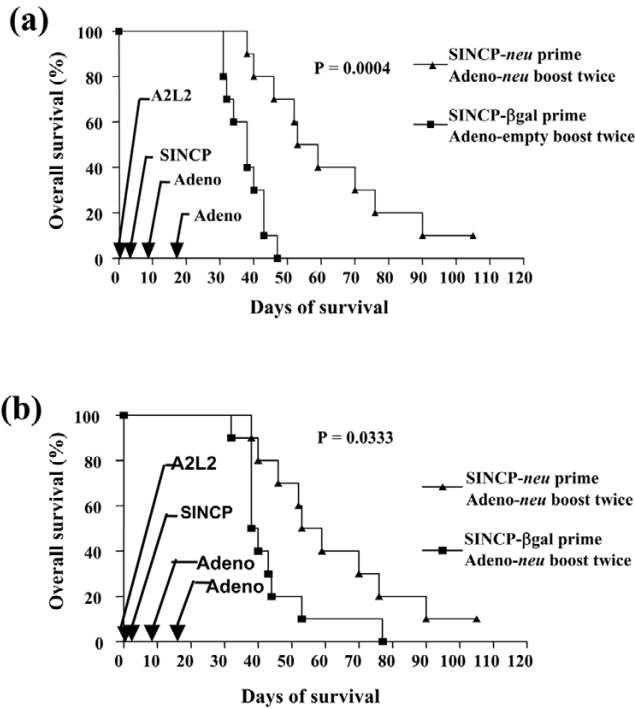 (a)
Overall survival (%)
100
80
60
40
20
0
A2L2
SINCP
Adeno
Adeno
P = 0.0004
SINCP-neu prime
Adeno-neu boost twice
SINCP-βgal prime
Adeno-empty boost twice
0 10 20 30 40 50 60 70 80 90 100 110 120
Days of survival
(b)
Overall survival (%)
100
80
60
40
20
0
A2L2
SINCP
Adeno
Adeno
P = 0.0333
SINCP-neu prime
Adeno-neu boost twice
SINCP-βgal prime
Adeno-neu boost twice
0 10 20 30 40 50 60 70 80 90 100 110 120
Days of survival